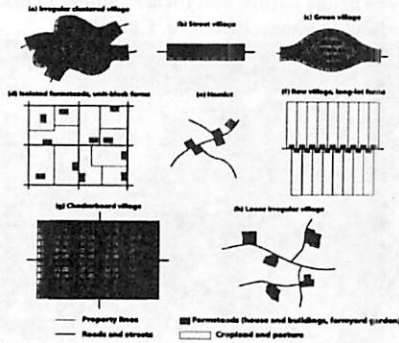 (a) Irregular clustered village
(b) Street village
(c) Green village
(d) Isolated farmsteads, unit-block farms
(e) Hamlet
(f) Row village, long-lot farms
(g) Checkerboard village
(h) Loose irregular village
Property lines
Roads and streets
Farmsteads (house and buildings, farmyard garden)
Cropland and pasture